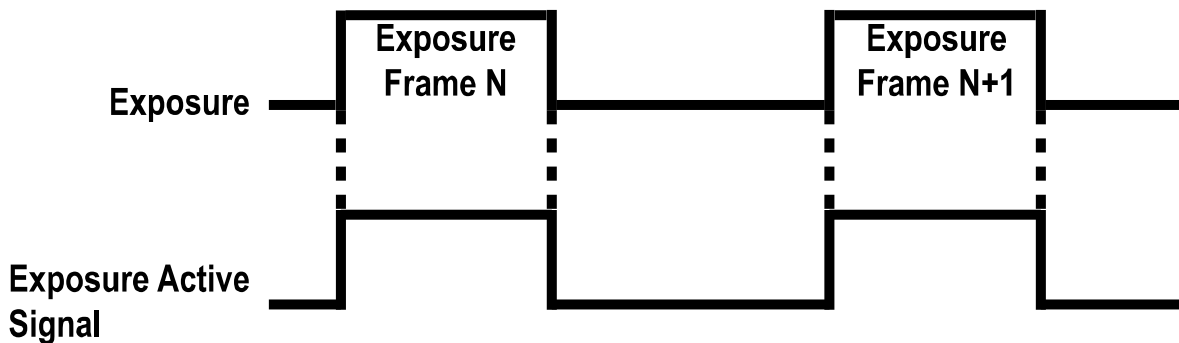 Exposure
Frame N
Exposure
Frame N+1
Exposure
Exposure Active
Signal